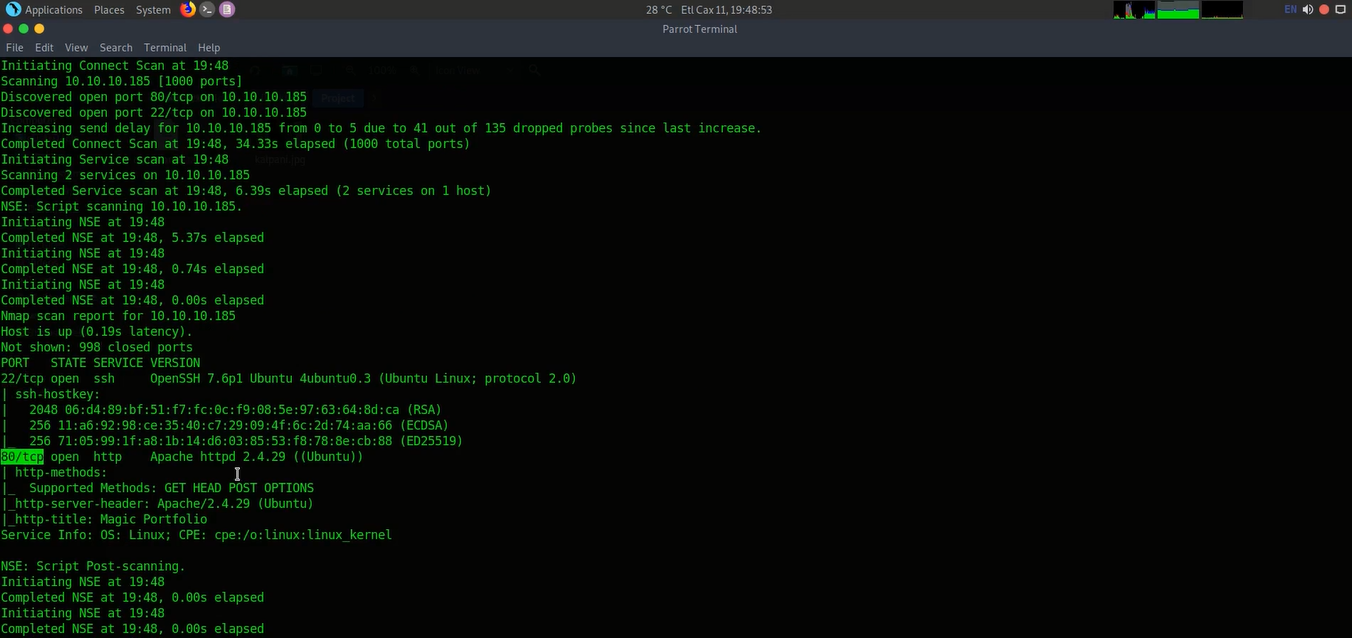 Applications Places System 28 °C Etl Cax 11, 19:48:53 EN
Parrot Terminal
File Edit View Search Terminal Help
Initiating Connect Scan at 19:48
Scanning 10.10.10.185 [1000 ports]
Discovered open port 80/tcp on 10.10.10.185
Discovered open port 22/tcp on 10.10.10.185
Increasing send delay for 10.10.10.185 from 0 to 5 due to 41 out of 135 dropped probes since last increase.
Completed Connect Scan at 19:48, 34.33s elapsed (1000 total ports)
Initiating Service scan at 19:48
Scanning 2 services on 10.10.10.185
Completed Service scan at 19:48, 6.39s elapsed (2 services on 1 host)
NSE: Script scanning 10.10.10.185.
Initiating NSE at 19:48
Completed NSE at 19:48, 5.37s elapsed
Initiating NSE at 19:48
Completed NSE at 19:48, 0.74s elapsed
Initiating NSE at 19:48
Completed NSE at 19:48, 0.00s elapsed
Nmap scan report for 10.10.10.185
Host is up (0.19s latency).
Not shown: 998 closed ports
PORT   STATE SERVICE VERSION
22/tcp open  ssh     OpenSSH 7.6p1 Ubuntu 4ubuntu0.3 (Ubuntu Linux; protocol 2.0)
| ssh-hostkey:
|   2048 06:d4:89:bf:51:f7:fc:0c:f9:08:5e:97:63:64:8d:ca (RSA)
|   256 11:a6:92:98:ce:35:40:c7:29:09:4f:6c:2d:74:aa:66 (ECDSA)
|_  256 71:05:99:1f:a8:1b:14:d6:03:85:53:f8:78:8e:cb:88 (ED25519)
80/tcp open  http    Apache httpd 2.4.29 ((Ubuntu))
| http-methods:
|_  Supported Methods: GET HEAD POST OPTIONS
|_http-server-header: Apache/2.4.29 (Ubuntu)
|_http-title: Magic Portfolio
Service Info: OS: Linux; CPE: cpe:/o:linux:linux_kernel
NSE: Script Post-scanning.
Initiating NSE at 19:48
Completed NSE at 19:48, 0.00s elapsed
Initiating NSE at 19:48
Completed NSE at 19:48, 0.00s elapsed